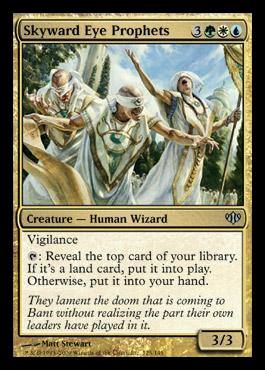 Skyward Eye Prophets 3
Creature — Human Wizard
Vigilance
: Reveal the top card of your library.
If it's a land card, put it into play.
Otherwise, put it into your hand.
They lament the doom that is coming to
Bant without realizing the part their own
leaders have played in it.
Matt Stewart
3/3